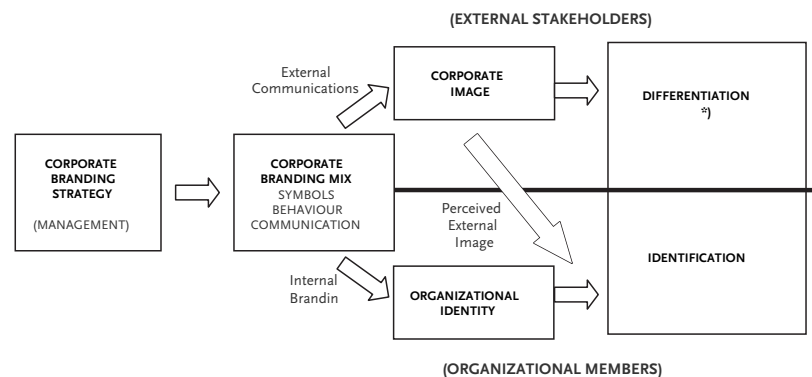 (EXTERNAL STAKEHOLDERS)
External
Communications
CORPORATE
IMAGE
DIFFERENTIATION
*)
CORPORATE
BRANDING
STRATEGY
(MANAGEMENT)
CORPORATE
BRANDING MIX
SYMBOLS
BEHAVIOUR
COMMUNICATION
Perceived
External
Image
IDENTIFICATION
Internal
Brandin
ORGANIZATIONAL
IDENTITY
(ORGANIZATIONAL MEMBERS)